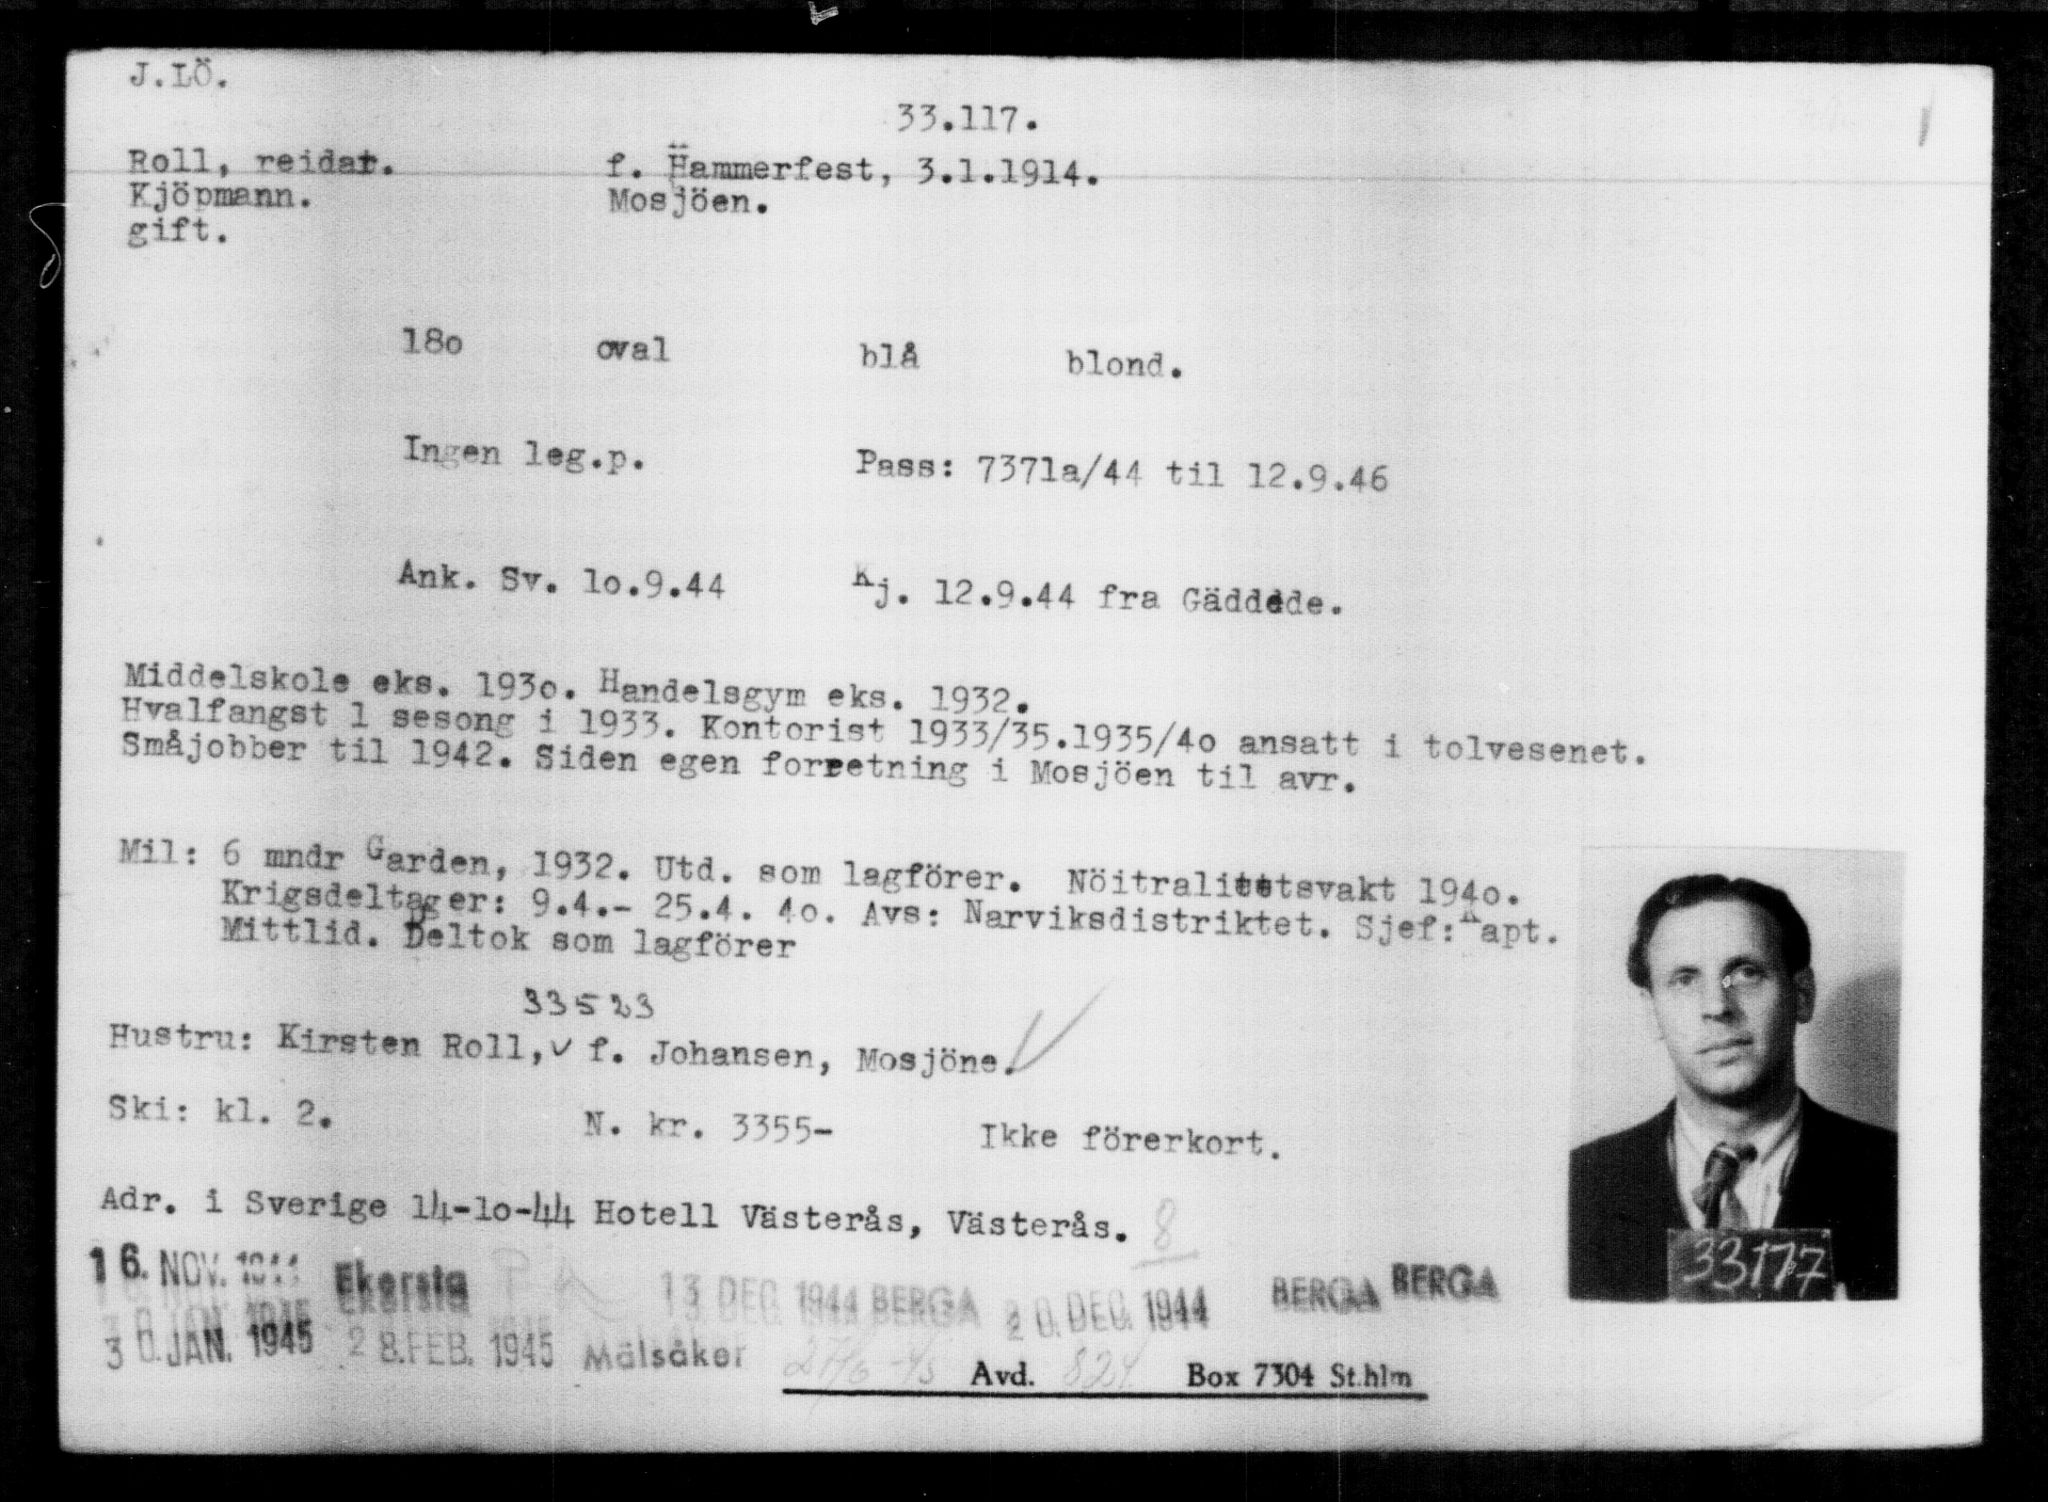 J.LÖ.
33.117.
Roll, reidar. f. Hammerfest, 3.1.1914.
Kjöpmann. Mosjöen.
gift.
18o oval blå blond.
Ingen leg.p. Pass: 7371a/44 til 12.9.46
Ank. Sv. 1o.9.44 Kj. 12.9.44 fra Gäddede.
Middelskole eks. 193o. Handelsgym eks. 1932.
Hvalfangst 1 sesong i 1933. Kontorist 1933/35.1935/4o ansatt i tolvesenet.
Småjobber til 1942. Siden egen forretning i Mosjöen til avr.
Mil: 6 mndr Garden, 1932. Utd. som lagförer. Nöitralitetsvakt 194o.
Krigsdeltager: 9.4.- 25.4. 4o. Avs: Narviksdistriktet. Sjef: Kapt.
Mittlid. Deltok som lagförer
33523
Hustru: Kirsten Roll, f. Johansen, Mosjöne.
Ski: kl. 2. N. kr. 3355- Ikke förerkort.
Adr. i Sverige 14-1o-44 Hotell Västerås, Västerås. 8
16. NOV. 1944 Ekersta 13 DEC. 1944 BERGA 20. DEC. 1944 BERGA BERGA
30. JAN. 1945 28. FEB. 1945 Mälsåker
Avd. 824 Box 7304 St.hlm
33177